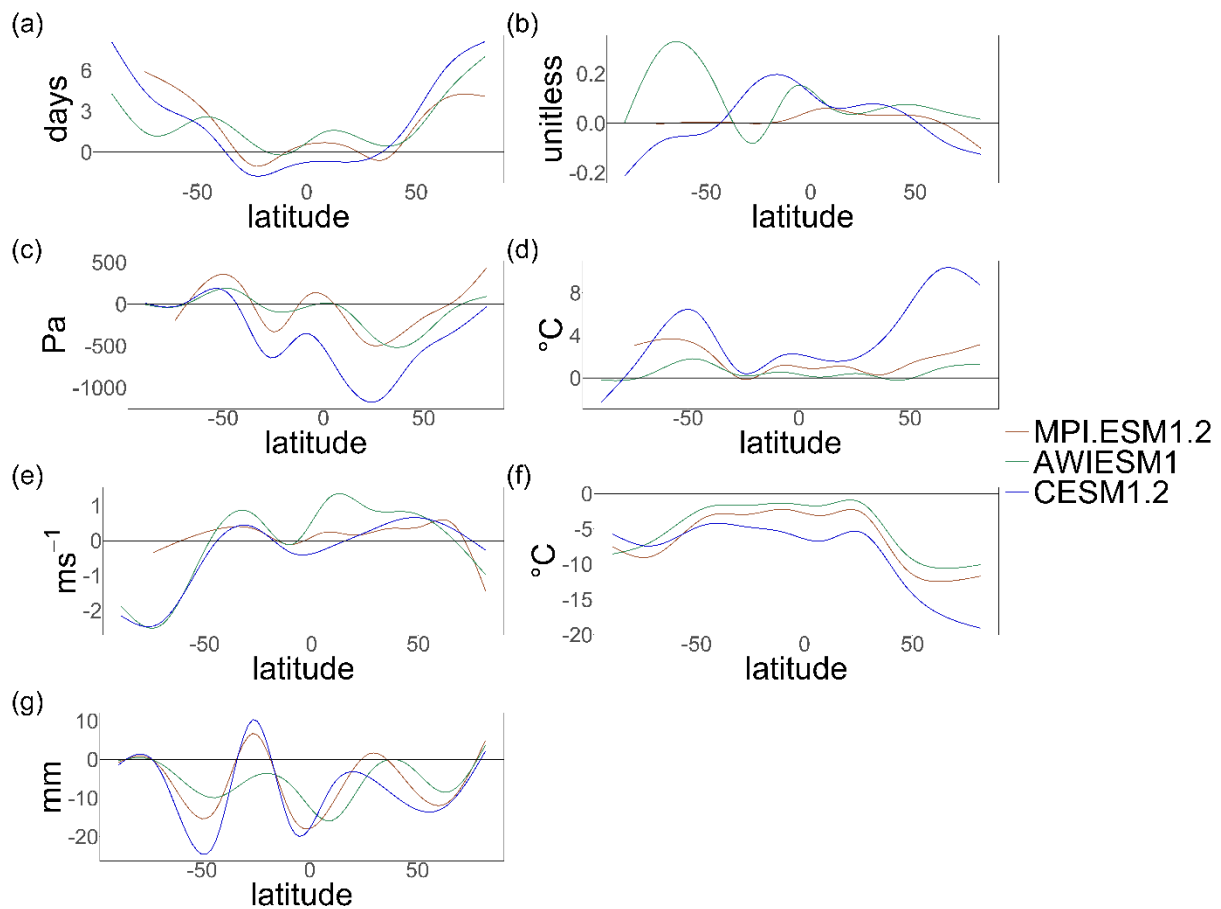 (a)
days
6
3
0
-50
0
50
latitude
(b)
unitless
0.2
0.0
-0.2
-50
0
50
latitude
(c)
Pa
500
0
-500
-1000
-50
0
50
latitude
(d)
°C
8
4
0
-50
0
50
latitude
MPI.ESM1.2
AWIESM1
CESM1.2
(e)
ms⁻¹
1
0
-1
-2
-50
0
50
latitude
(f)
°C
0
-5
-10
-15
-20
-50
0
50
latitude
(g)
mm
10
0
-10
-20
-50
0
50
latitude